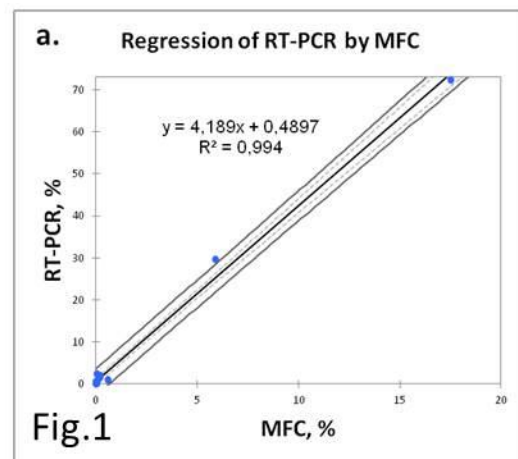 a. Regression of RT-PCR by MFC
y = 4,189x + 0,4897
R² = 0,994
RT-PCR, %
70
60
50
40
30
20
10
0
0 5 10 15 20
Fig.1 MFC, %